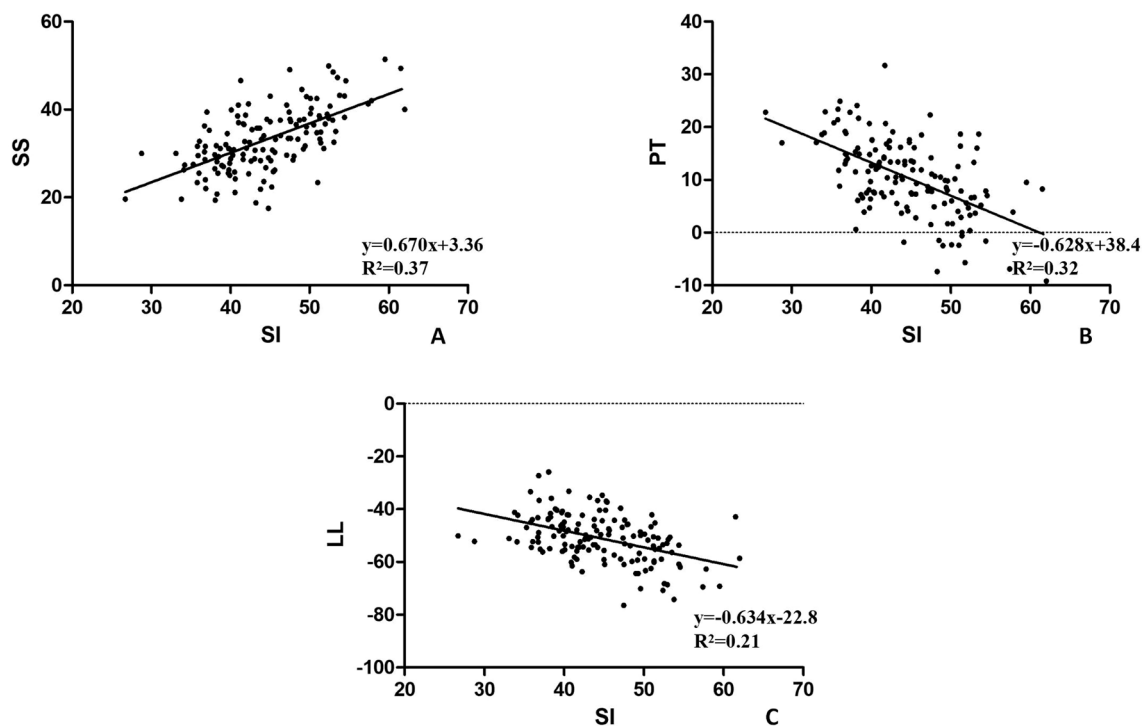 60
40
20
0
SS
y=0.670x+3.36
R²=0.37
20 30 40 50 60 70
SI
A
40
30
20
10
0
-10
PT
y=-0.628x+38.4
R²=0.32
20 30 40 50 60 70
SI
B
0
-20
-40
-60
-80
-100
LL
y=-0.634x-22.8
R²=0.21
20 30 40 50 60 70
SI
C